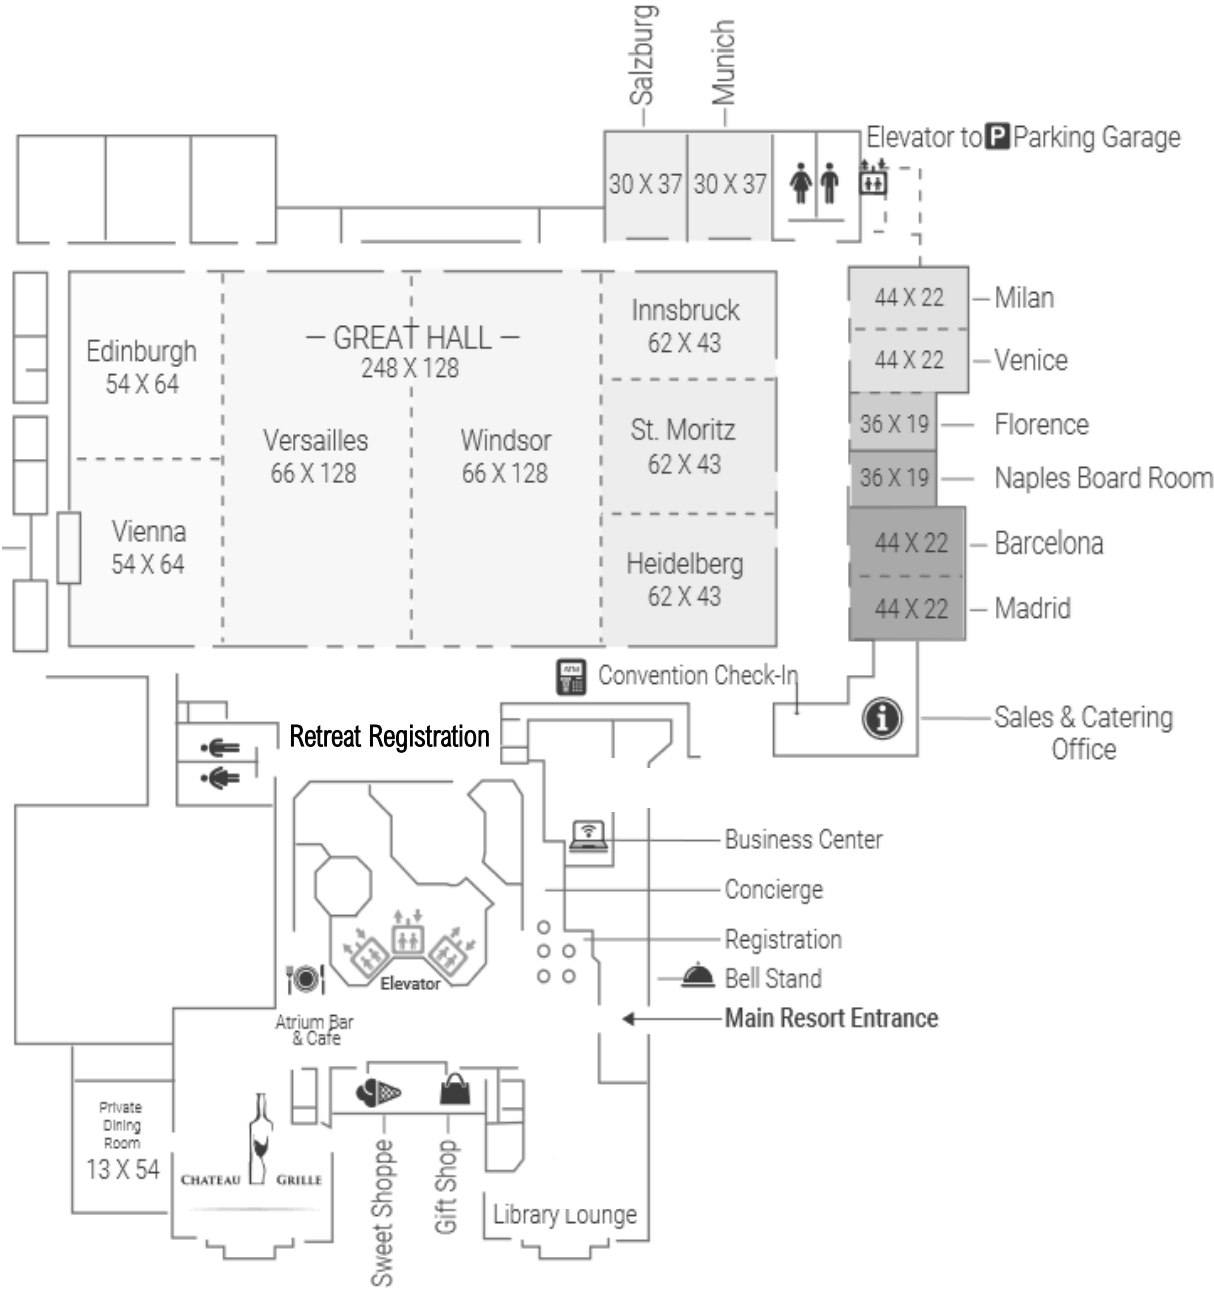 Salzburg
Munich
Elevator to P Parking Garage
30 X 37
30 X 37
Milan
44 X 22
Venice
44 X 22
Florence
36 X 19
Naples Board Room
36 X 19
Barcelona
44 X 22
Madrid
44 X 22
GREAT HALL
248 X 128
Edinburgh
54 X 64
Vienna
54 X 64
Versailles
66 X 128
Windsor
66 X 128
Innsbruck
62 X 43
St. Moritz
62 X 43
Heidelberg
62 X 43
ATM
Convention Check-In
Sales & Catering
Office
Retreat Registration
Business Center
Concierge
Registration
Bell Stand
Main Resort Entrance
Elevator
Atrium Bar
& Cafe
Private
Dining
Room
13 X 54
CHATEAU GRILLE
Sweet Shoppe
Gift Shop
Library Lounge